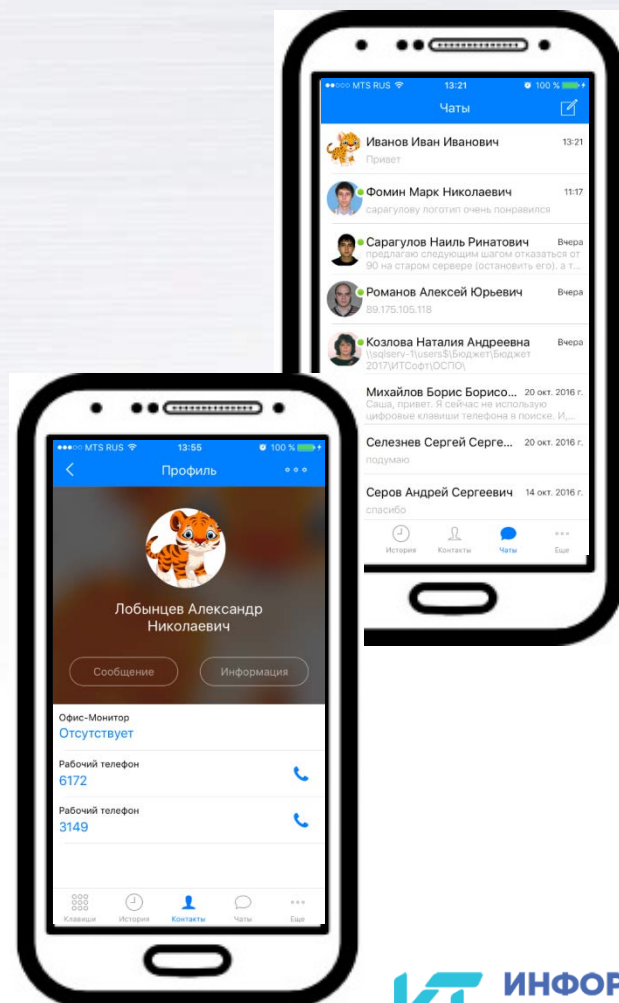 MTS RUS 13:21 100 %
Чаты
Иванов Иван Иванович 13:21
Привет
Фомин Марк Николаевич 11:17
сарагулову логотип очень понравился
Сарагулов Наиль Ринатович Вчера
предлагаю следующим шагом отказаться от
90 на старом сервере (остановить его), а т...
Романов Алексей Юрьевич Вчера
89.175.105.118
Козлова Наталия Андреевна Вчера
\\sqlserv-1\users$\Бюджет\Бюджет
2017\ИТСофт\ОСПО\
Михайлов Борис Борисо... 20 окт. 2016 г.
Саша, привет. Я сейчас не использую
цифровые клавиши телефона в поиске. И,...
Селезнев Сергей Серге... 20 окт. 2016 г.
подумаю
Серов Андрей Сергеевич 14 окт. 2016 г.
спасибо
История Контакты Чаты Еще
MTS RUS 13:55 100 %
Профиль
Лобынцев Александр
Николаевич
Сообщение Информация
Офис-Монитор
Отсутствует
Рабочий телефон
6172
Рабочий телефон
3149
Клавиши История Контакты Чаты Еще
ИНФОР